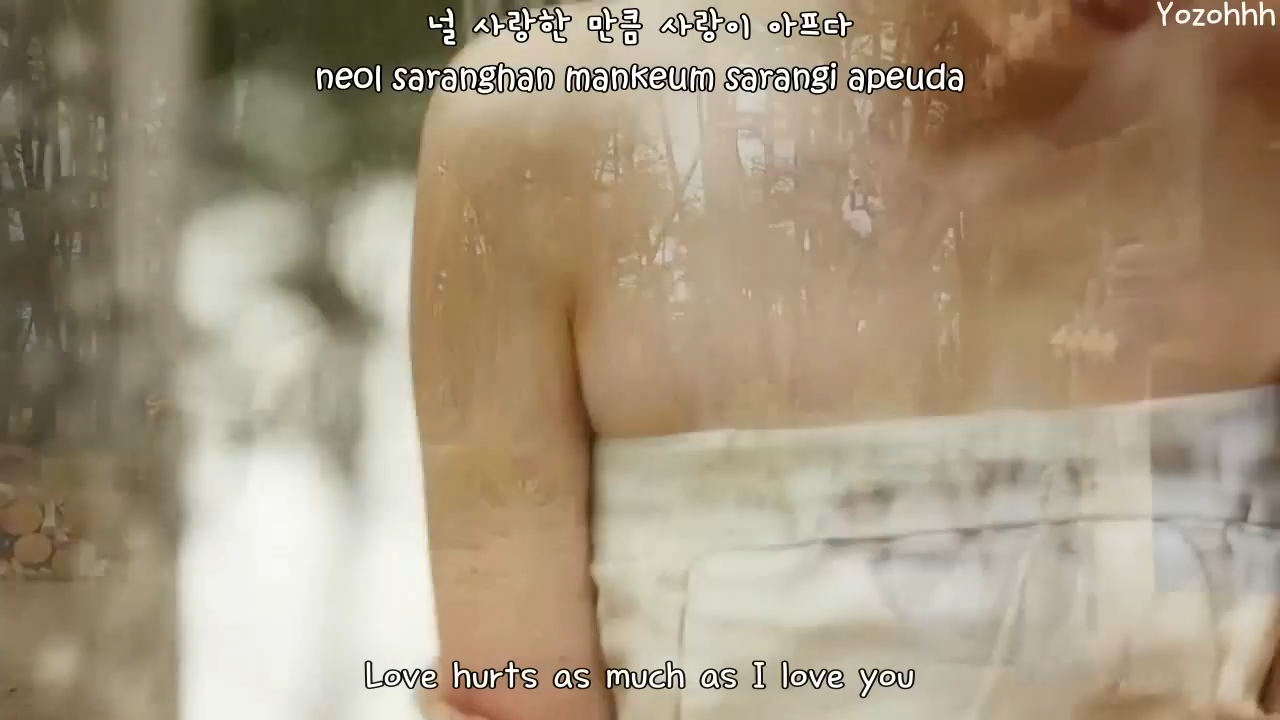 널 사랑한 만큼 사랑이 아프다
Yozohhh
neol saranghan mankeum sarangi apeuda
Love hurts as much as I love you